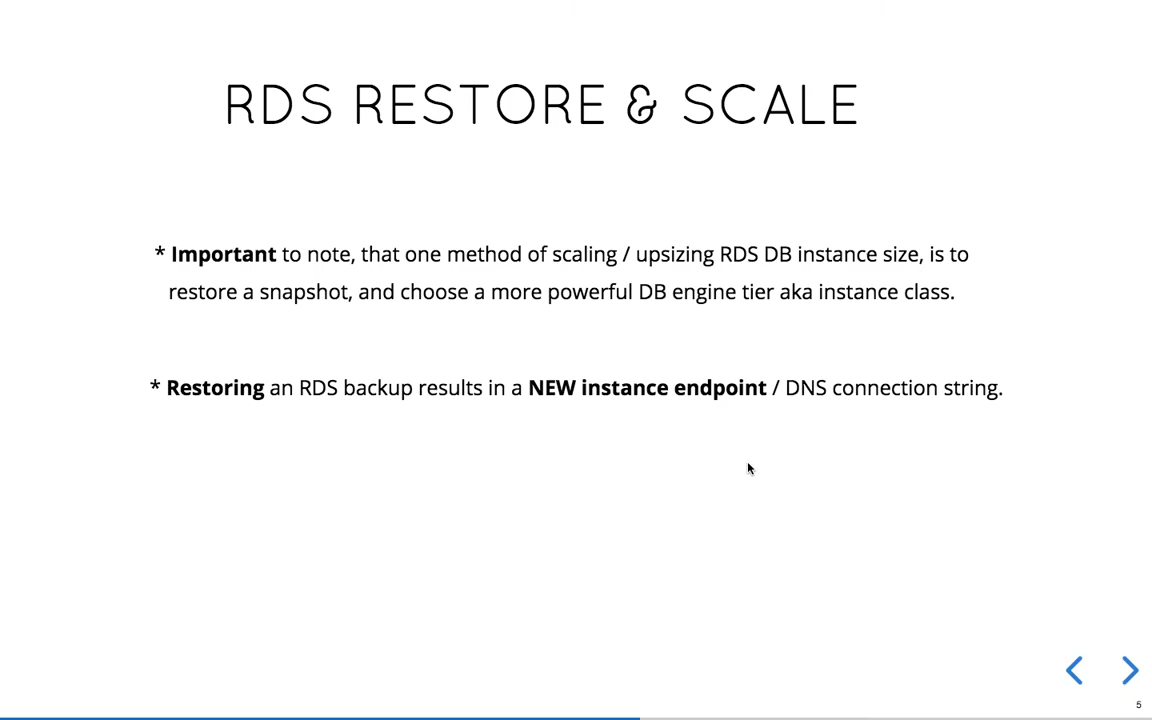 RDS RESTORE & SCALE
* Important to note, that one method of scaling / upsizing RDS DB instance size, is to
restore a snapshot, and choose a more powerful DB engine tier aka instance class.
* Restoring an RDS backup results in a NEW instance endpoint / DNS connection string.
5